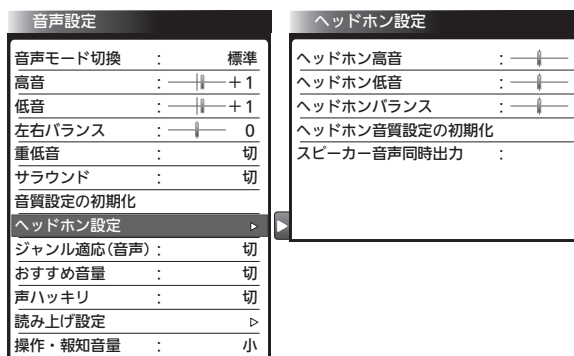 音声設定
音声モード切換 : 標準
高音 : +1
低音 : +1
左右バランス : 0
重低音 : 切
サラウンド : 切
音質設定の初期化
ヘッドホン設定
ジャンル適応(音声) : 切
おすすめ音量 : 切
声ハッキリ : 切
読み上げ設定
操作・報知音量 : 小
ヘッドホン設定
ヘッドホン高音 :
ヘッドホン低音 :
ヘッドホンバランス :
ヘッドホン音質設定の初期化
スピーカー音声同時出力 :